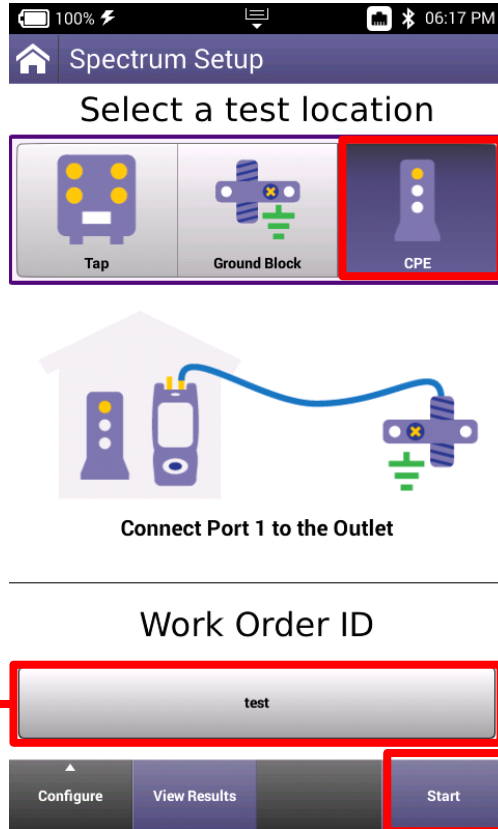 100% 06:17 PM
Spectrum Setup
Select a test location
Tap Ground Block CPE
Connect Port 1 to the Outlet
Work Order ID
test
Configure View Results Start